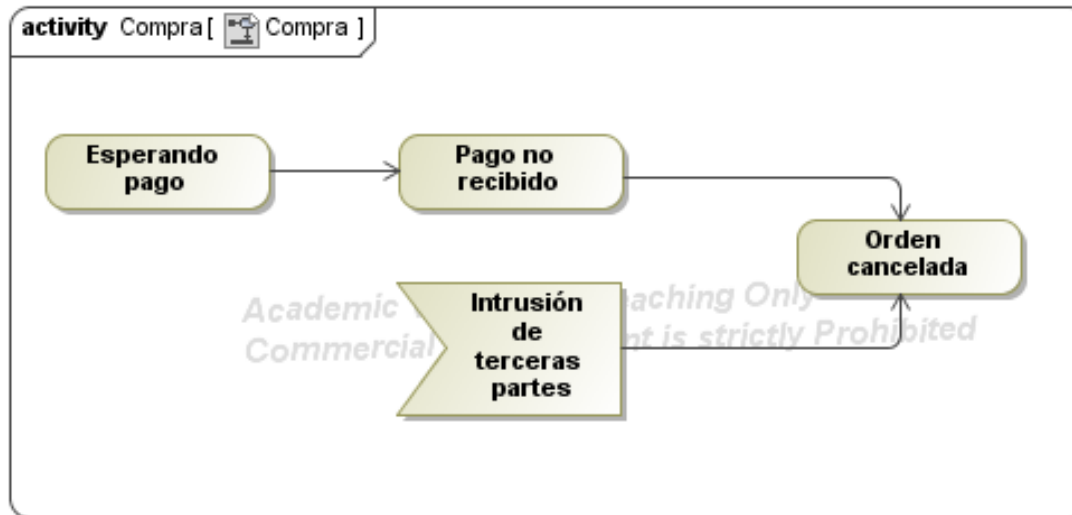 activity Compra[ Compra ]
Esperando
pago
Pago no
recibido
Orden
cancelada
Intrusión
de
terceras
partes
Academic aching Only
Commercial nt is strictly Prohibited